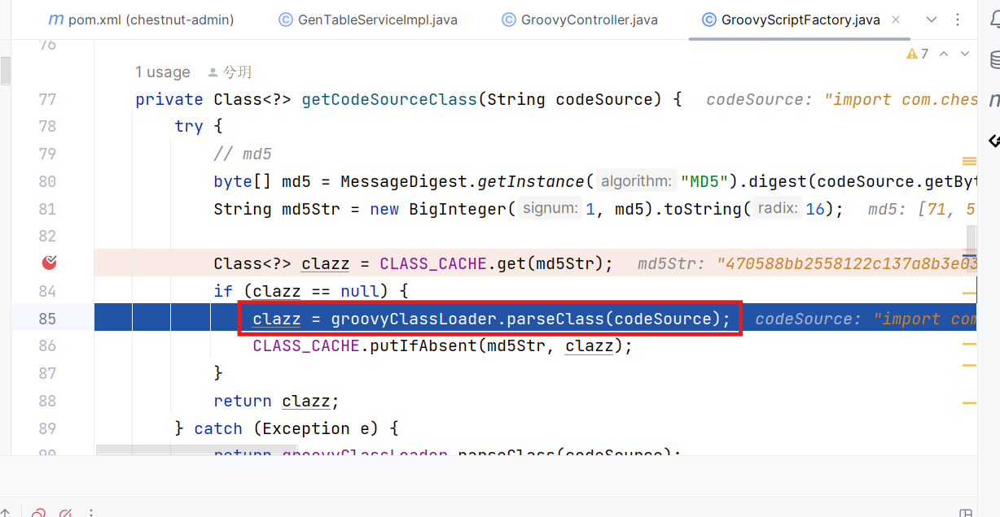 pom.xml (chestnut-admin) GenTableServiceImpl.java GroovyController.java GroovyScriptFactory.java
7
76
1 usage 兮玥
77 private Class<?> getCodeSourceClass(String codeSource) { codeSource: "import com.ches
78 try {
79 // md5
80 byte[] md5 = MessageDigest.getInstance( algorithm: "MD5").digest(codeSource.getByt
81 String md5Str = new BigInteger( signum: 1, md5).toString( radix: 16); md5: [71, 5
82
Class<?> clazz = CLASS_CACHE.get(md5Str); md5Str: "470588bb2558122c137a8b3e03
84 if (clazz == null) {
85 clazz = groovyClassLoader.parseClass(codeSource); codeSource: "import com
86 CLASS_CACHE.putIfAbsent(md5Str, clazz);
87 }
88 return clazz;
89 } catch (Exception e) {
90 return groovyClassLoader.parseClass(codeSource);